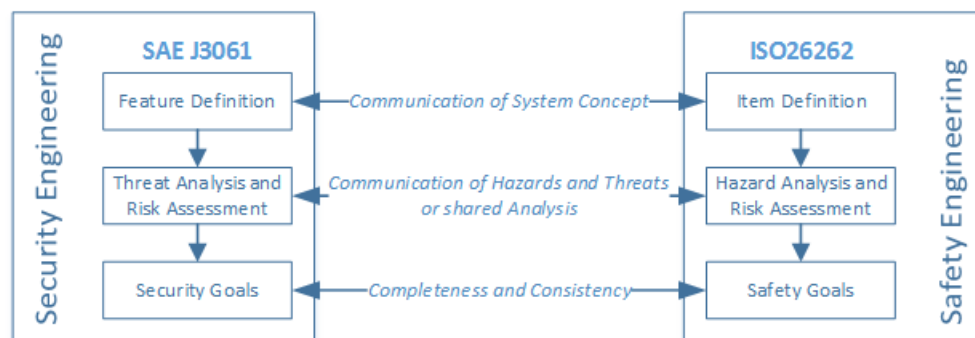 Security Engineering
SAE J3061
Feature Definition
Threat Analysis and
Risk Assessment
Security Goals
Communication of System Concept
Communication of Hazards and Threats
or shared Analysis
Completeness and Consistency
ISO26262
Item Definition
Hazard Analysis and
Risk Assessment
Safety Goals
Safety Engineering